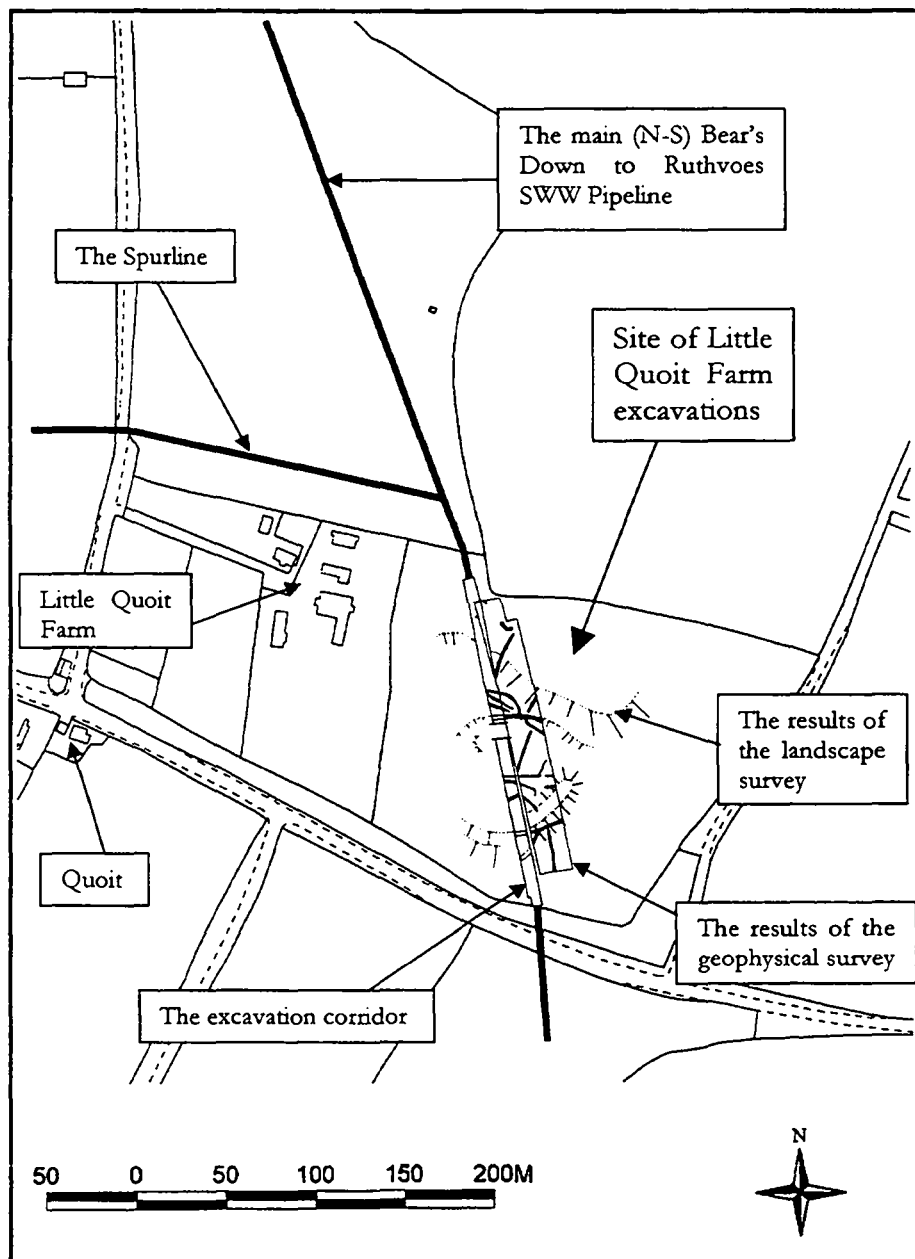 The main (N-S) Bear's
Down to Ruthvoes
SWW Pipeline
The Spurline
Site of Little
Quoit Farm
excavations
Little Quoit
Farm
The results of
the landscape
survey
Quoit
The results of the
geophysical survey
The excavation corridor
N
50 0 50 100 150 200M